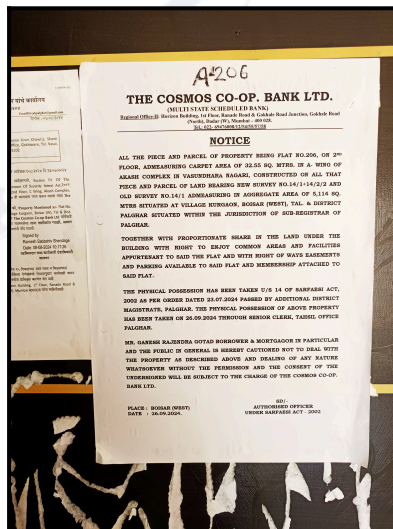 A-206
THE COSMOS CO-OP. BANK LTD.
(MULTI STATE SCHEDULED BANK)
Regional Office-II: Horizon Building, 1st Floor, Ranade Road & Gokhale Road Junction, Gokhale Road
(North), Dadar (W), Mumbai - 400 028.
NOTICE
ALL THE PIECE AND PARCEL OF PROPERTY BEING FLAT NO.206, ON 2ND
FLOOR, ADMEASURING CARPET AREA OF 32.55 SQ. MTRS. IN A- WING OF
AKASH COMPLEX IN VASUNDHARA NAGARI, CONSTRUCTED ON ALL THAT
PIECE AND PARCEL OF LAND BEARING NEW SURVEY NO.14/1+14/2/2 AND
OLD SURVEY NO.14/1 ADMEASURING IN AGGREGATE AREA OF 5,114 SQ.
MTRS SITUATED AT VILLAGE KURGAON, BOISAR (WEST), TAL. & DISTRICT
PALGHAR SITUATED WITHIN THE JURISDICTION OF SUB-REGISTRAR OF
PALGHAR.
TOGETHER WITH PROPORTIONATE SHARE IN THE LAND UNDER THE
BUILDING WITH RIGHT TO ENJOY COMMON AREAS AND FACILITIES
APPURTENANT TO SAID THE FLAT AND WITH RIGHT OF WAYS EASEMENTS
AND PARKING AVAILABLE TO SAID FLAT AND MEMBERSHIP ATTACHED TO
SAID FLAT.
THE PHYSICAL POSSESSION HAS BEEN TAKEN U/S 14 OF SARFAESI ACT,
2002 AS PER ORDER DATED 23.07.2024 PASSED BY ADDITIONAL DISTRICT
MAGISTRATE, PALGHAR. THE PHYSICAL POSSESSION OF ABOVE PROPERTY
HAS BEEN TAKEN ON 26.09.2024 THROUGH SENIOR CLERK, TAHSIL OFFICE
PALGHAR.
MR. GANESH RAJENDRA GOTAD BORROWER & MORTGAGOR IN PARTICULAR
AND THE PUBLIC IN GENERAL IS HEREBY CAUTIONED NOT TO DEAL WITH
THE PROPERTY AS DESCRIBED ABOVE AND DEALING OF ANY NATURE
WHATSOEVER WITHOUT THE PERMISSION AND THE CONSENT OF THE
UNDERSIGNED WILL BE SUBJECT TO THE CHARGE OF THE COSMOS CO-OP.
BANK LTD.
SD/-
PLACE : BOISAR (WEST) AUTHORISED OFFICER
DATE : 26.09.2024. UNDER SARFAESI ACT - 2002